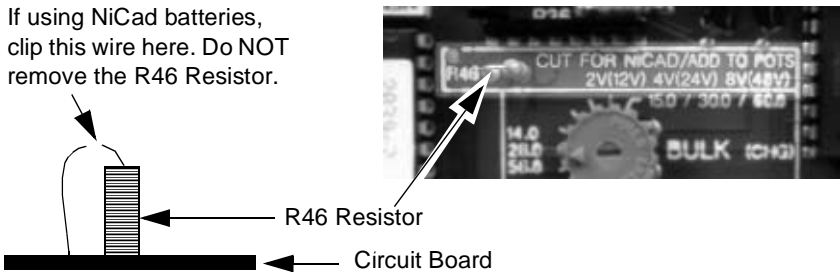 If using NiCad batteries,
clip this wire here. Do NOT
remove the R46 Resistor.
R46
CUT FOR NICAD/ADD TO POTS
2V(12V) 4V(24V) 8V(48V)
15.0 / 30.0 / 60.0
14.0
28.0
56.0
BULK (CHG)
R46 Resistor
Circuit Board